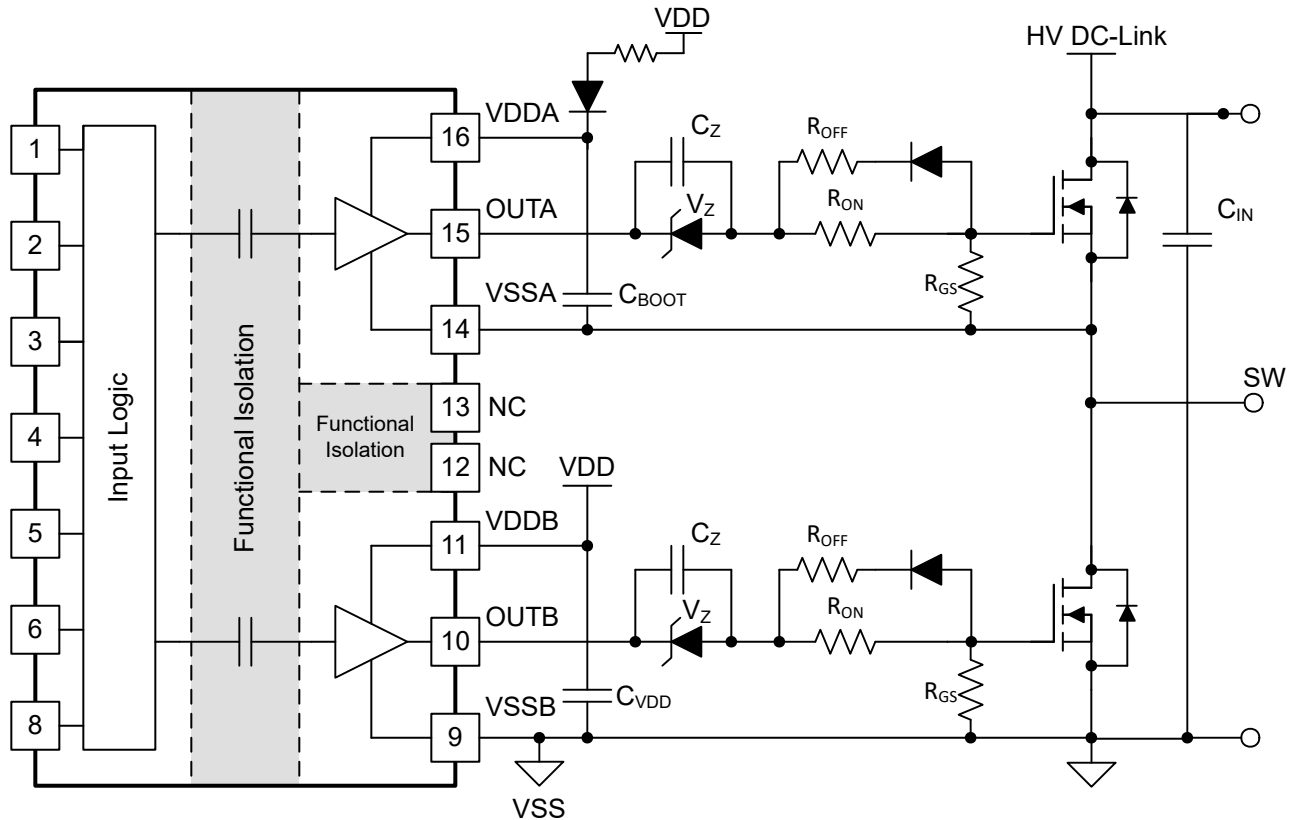 VDD
HV DC-Link
VDDA
16
1
CZ
ROFF
RON
VZ
OUTA
15
2
CIN
RGS
VSSA
CBOOT
14
3
Input Logic
Functional Isolation
13
NC
SW
Functional
Isolation
4
12
NC
VDD
VDDB
11
5
CZ
ROFF
RON
VZ
OUTB
10
6
RGS
VSSB
CVDD
9
8
VSS